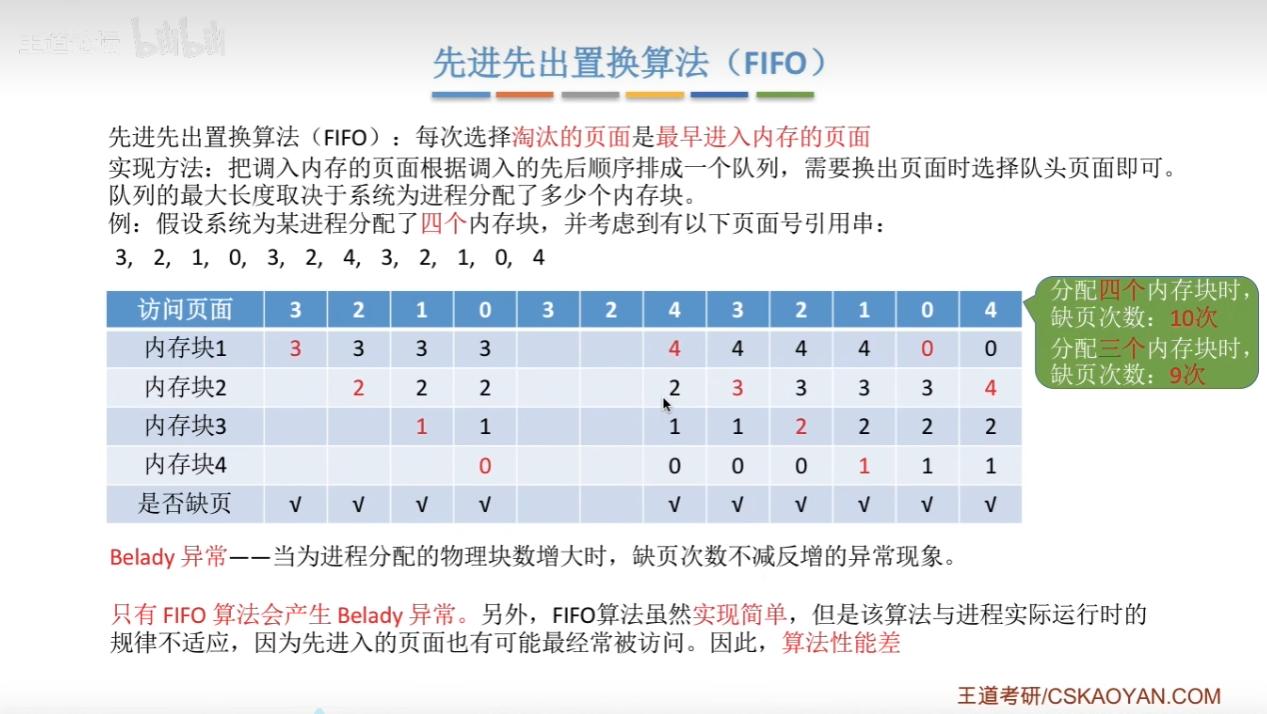 王道论坛 bilibili
先进先出置换算法（FIFO）
先进先出置换算法（FIFO）：每次选择淘汰的页面是最早进入内存的页面
实现方法：把调入内存的页面根据调入的先后顺序排成一个队列，需要换出页面时选择队头页面即可。
队列的最大长度取决于系统为进程分配了多少个内存块。
例：假设系统为某进程分配了四个内存块，并考虑到有以下页面号引用串：
3， 2， 1， 0， 3， 2， 4， 3， 2， 1， 0， 4
访问页面 3 2 1 0 3 2 4 3 2 1 0 4
内存块1 3 3 3 3 4 4 4 4 0 0
内存块2 2 2 2 2 3 3 3 3 4
内存块3 1 1 1 1 2 2 2 2
内存块4 0 0 0 0 1 1 1
是否缺页 √ √ √ √ √ √ √ √ √ √
分配四个内存块时，
缺页次数：10次
分配三个内存块时，
缺页次数：9次
Belady 异常——当为进程分配的物理块数增大时，缺页次数不减反增的异常现象。
只有 FIFO 算法会产生 Belady 异常。另外，FIFO算法虽然实现简单，但是该算法与进程实际运行时的
规律不适应，因为先进入的页面也有可能最经常被访问。因此，算法性能差
王道考研/CSKAOYAN.COM